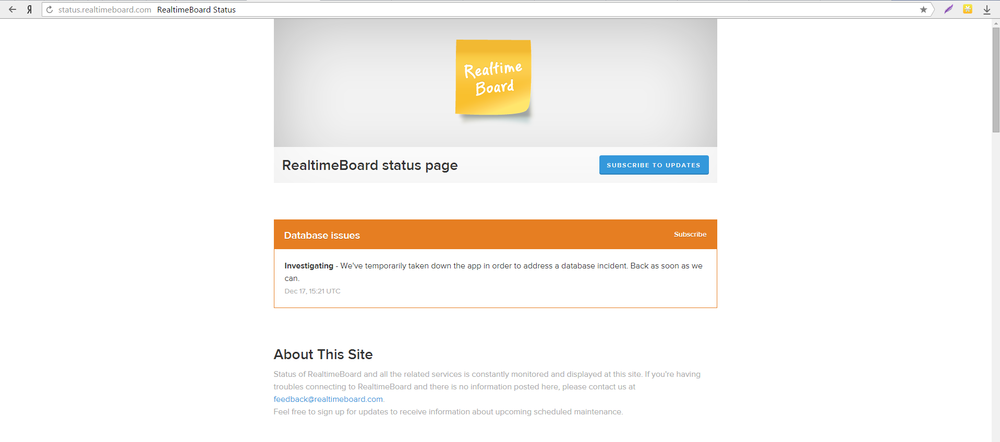 Я
status.realtimeboard.com RealtimeBoard Status
Realtime
Board
RealtimeBoard status page
SUBSCRIBE TO UPDATES
Database issues
Subscribe
Investigating - We've temporarily taken down the app in order to address a database incident. Back as soon as we
can.
Dec 17, 15:21 UTC
About This Site
Status of RealtimeBoard and all the related services is constantly monitored and displayed at this site. If you're having
troubles connecting to RealtimeBoard and there is no information posted here, please contact us at
feedback@realtimeboard.com.
Feel free to sign up for updates to receive information about upcoming scheduled maintenance.